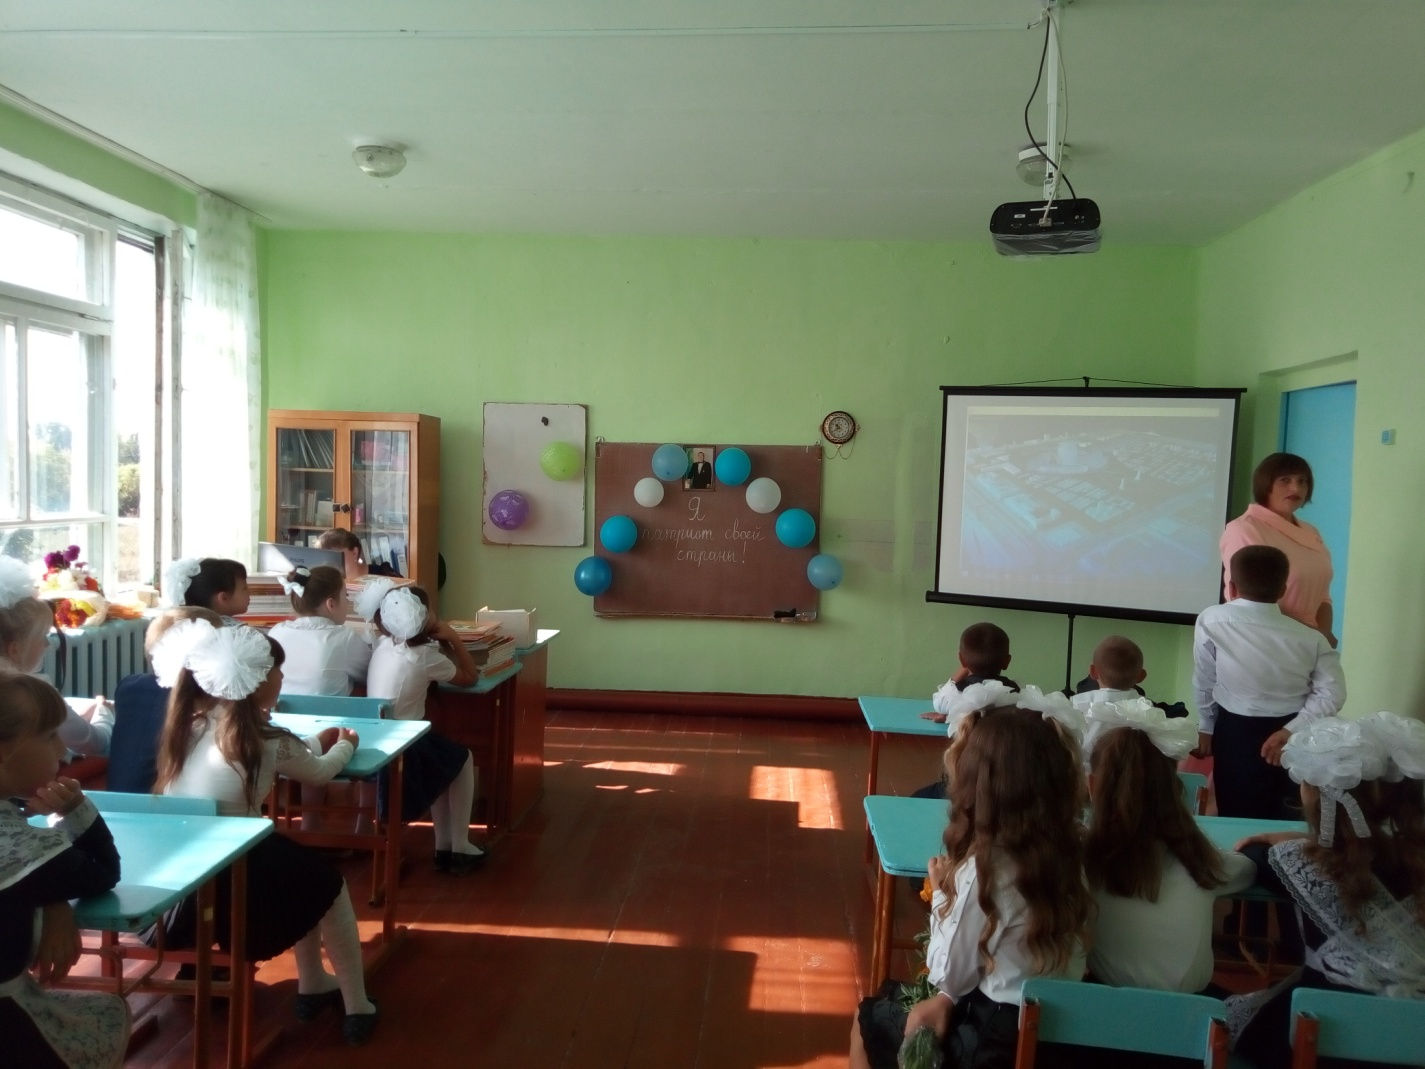 Я
патриот своей
страны!